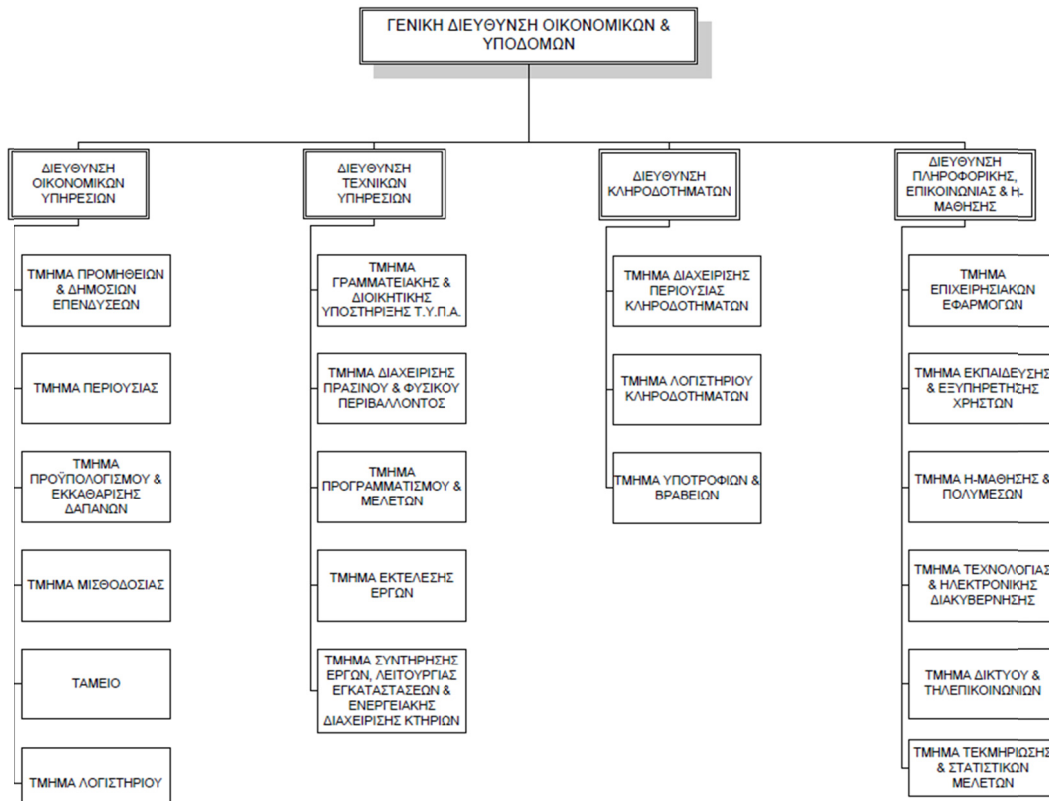 ΓΕΝΙΚΗ ΔΙΕΥΘΥΝΣΗ ΟΙΚΟΝΟΜΙΚΩΝ &
ΥΠΟΔΟΜΩΝ
ΔΙΕΥΘΥΝΣΗ
ΟΙΚΟΝΟΜΙΚΩΝ
ΥΠΗΡΕΣΙΩΝ
ΤΜΗΜΑ ΠΡΟΜΗΘΕΙΩΝ
& ΔΗΜΟΣΙΩΝ
ΕΠΕΝΔΥΣΕΩΝ
ΤΜΗΜΑ ΠΕΡΙΟΥΣΙΑΣ
ΤΜΗΜΑ
ΠΡΟΫΠΟΛΟΓΙΣΜΟΥ &
ΕΚΚΑΘΑΡΙΣΗΣ
ΔΑΠΑΝΩΝ
ΤΜΗΜΑ ΜΙΣΘΟΔΟΣΙΑΣ
ΤΑΜΕΙΟ
ΤΜΗΜΑ ΛΟΓΙΣΤΗΡΙΟΥ
ΔΙΕΥΘΥΝΣΗ
ΤΕΧΝΙΚΩΝ
ΥΠΗΡΕΣΙΩΝ
ΤΜΗΜΑ
ΓΡΑΜΜΑΤΕΙΑΚΗΣ &
ΔΙΟΙΚΗΤΙΚΗΣ
ΥΠΟΣΤΗΡΙΞΗΣ Τ.Υ.Π.Α.
ΤΜΗΜΑ ΔΙΑΧΕΙΡΙΣΗΣ
ΠΡΑΣΙΝΟΥ & ΦΥΣΙΚΟΥ
ΠΕΡΙΒΑΛΛΟΝΤΟΣ
ΤΜΗΜΑ
ΠΡΟΓΡΑΜΜΑΤΙΣΜΟΥ &
ΜΕΛΕΤΩΝ
ΤΜΗΜΑ ΕΚΤΕΛΕΣΗΣ
ΕΡΓΩΝ
ΤΜΗΜΑ ΣΥΝΤΗΡΗΣΗΣ
ΕΡΓΩΝ, ΛΕΙΤΟΥΡΓΙΑΣ
ΕΓΚΑΤΑΣΤΑΣΕΩΝ &
ΕΝΕΡΓΕΙΑΚΗΣ
ΔΙΑΧΕΙΡΙΣΗΣ ΚΤΗΡΙΩΝ
ΔΙΕΥΘΥΝΣΗ
ΚΛΗΡΟΔΟΤΗΜΑΤΩΝ
ΤΜΗΜΑ ΔΙΑΧΕΙΡΙΣΗΣ
ΠΕΡΙΟΥΣΙΑΣ
ΚΛΗΡΟΔΟΤΗΜΑΤΩΝ
ΤΜΗΜΑ ΛΟΓΙΣΤΗΡΙΟΥ
ΚΛΗΡΟΔΟΤΗΜΑΤΩΝ
ΤΜΗΜΑ ΥΠΟΤΡΟΦΙΩΝ &
ΒΡΑΒΕΙΩΝ
ΔΙΕΥΘΥΝΣΗ
ΠΛΗΡΟΦΟΡΙΚΗΣ,
ΕΠΙΚΟΙΝΩΝΙΑΣ & Η-
ΜΑΘΗΣΗΣ
ΤΜΗΜΑ
ΕΠΙΧΕΙΡΗΣΙΑΚΩΝ
ΕΦΑΡΜΟΓΩΝ
ΤΜΗΜΑ ΕΚΠΑΙΔΕΥΣΗΣ
& ΕΞΥΠΗΡΕΤΗΣΗΣ
ΧΡΗΣΤΩΝ
ΤΜΗΜΑ Η-ΜΑΘΗΣΗΣ &
ΠΟΛΥΜΕΣΩΝ
ΤΜΗΜΑ ΤΕΧΝΟΛΟΓΙΑΣ
& ΗΛΕΚΤΡΟΝΙΚΗΣ
ΔΙΑΚΥΒΕΡΝΗΣΗΣ
ΤΜΗΜΑ ΔΙΚΤΥΟΥ &
ΤΗΛΕΠΙΚΟΙΝΩΝΙΩΝ
ΤΜΗΜΑ ΤΕΚΜΗΡΙΩΣΗΣ
& ΣΤΑΤΙΣΤΙΚΩΝ
ΜΕΛΕΤΩΝ